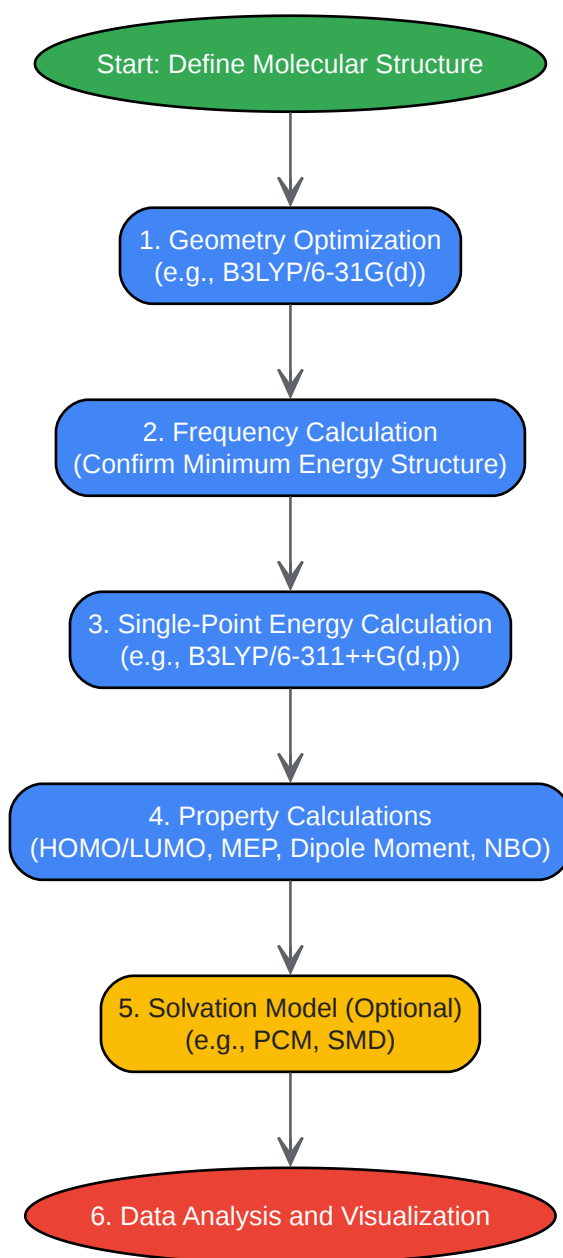 Start: Define Molecular Structure
1. Geometry Optimization
(e.g., B3LYP/6-31G(d))
2. Frequency Calculation
(Confirm Minimum Energy Structure)
3. Single-Point Energy Calculation
(e.g., B3LYP/6-311++G(d,p))
4. Property Calculations
(HOMO/LUMO, MEP, Dipole Moment, NBO)
5. Solvation Model (Optional)
(e.g., PCM, SMD)
6. Data Analysis and Visualization